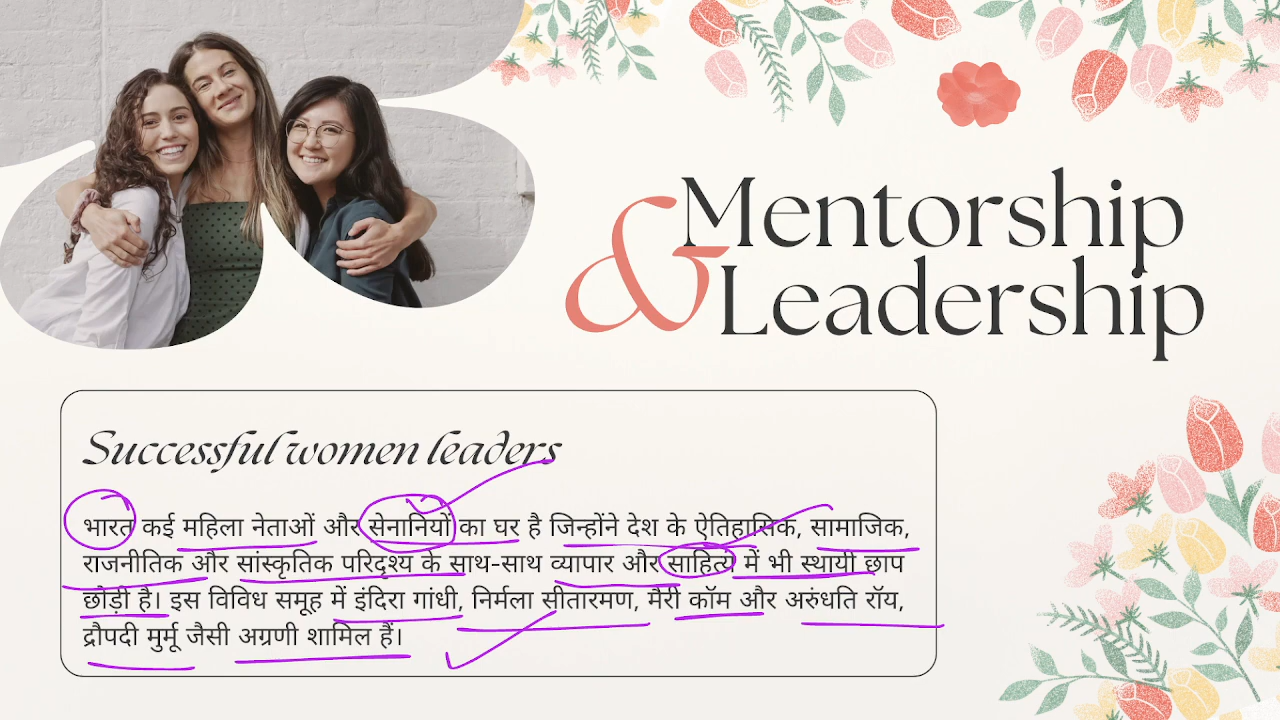 Mentorship
& Leadership
Successful women leaders
भारत कई महिला नेताओं और सेनानियों का घर है जिन्होंने देश के ऐतिहासिक, सामाजिक,
राजनीतिक और सांस्कृतिक परिदृश्य के साथ-साथ व्यापार और साहित्य में भी स्थायी छाप
छोड़ी है। इस विविध समूह में इंदिरा गांधी, निर्मला सीतारमण, मैरी कॉम और अरुंधति रॉय,
द्रौपदी मुर्मू जैसी अग्रणी शामिल हैं।